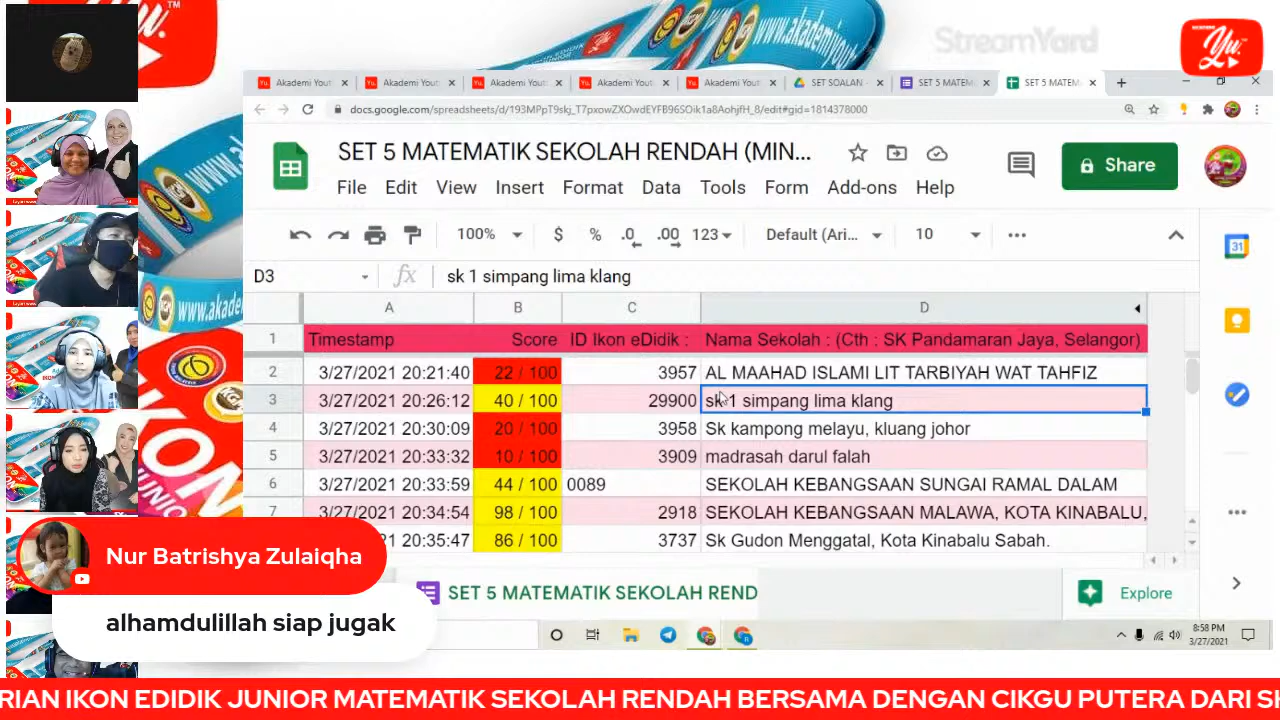 StreamYard
Akademi Yout
Akademi Yout
Akademi Yout
Akademi Yout
Akademi Yout
SET SOALAN -
SET 5 MATEM
SET 5 MATEM
docs.google.com/spreadsheets/d/193MPpT9skj_T7pxowZXOwdEYFB96SOik1a8AohjfH_8/edit#gid=1814378000
SET 5 MATEMATIK SEKOLAH RENDAH (MIN...
Share
File Edit View Insert Format Data Tools Form Add-ons Help
100% $ % .0 .00 123 Default (Ari... 10
D3 fx sk 1 simpang lima klang
A B C D
1 Timestamp Score ID Ikon eDidik : Nama Sekolah : (Cth : SK Pandamaran Jaya, Selangor)
2 3/27/2021 20:21:40 22 / 100 3957 AL MAAHAD ISLAMI LIT TARBIYAH WAT TAHFIZ
3 3/27/2021 20:26:12 40 / 100 29900 sk 1 simpang lima klang
4 3/27/2021 20:30:09 20 / 100 3958 Sk kampong melayu, kluang johor
5 3/27/2021 20:33:32 10 / 100 3909 madrasah darul falah
6 3/27/2021 20:33:59 44 / 100 0089 SEKOLAH KEBANGSAAN SUNGAI RAMAL DALAM
7 3/27/2021 20:34:54 98 / 100 2918 SEKOLAH KEBANGSAAN MALAWA, KOTA KINABALU,
20:35:47 86 / 100 3737 Sk Gudon Menggatal, Kota Kinabalu Sabah.
SET 5 MATEMATIK SEKOLAH REND
Explore
8:58 PM
3/27/2021
Nur Batrishya Zulaiqha
alhamdulillah siap jugak
RIAN IKON EDIDIK JUNIOR MATEMATIK SEKOLAH RENDAH BERSAMA DENGAN CIKGU PUTERA DARI